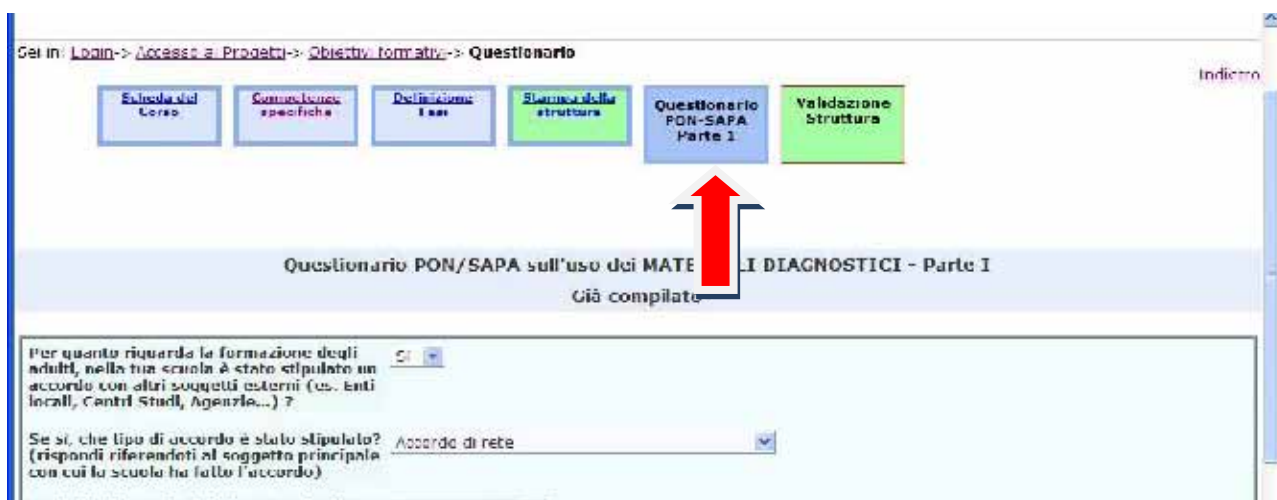 Sei in: Login-> Accesso ai Progetti-> Obiettivi formativi-> Questionario
Indietro
Scheda del
Corso
Competenze
specifiche
Definizione
Fasi
Stampa della
struttura
Questionario
PON-SAPA
Parte 1
Validazione
Struttura
Questionario PON/SAPA sull'uso dei DIAGNOSTICI - Parte I
Già compilato
Per quanto riguarda la formazione degli
adulti, nella tua scuola è stato stipulato un
accordo con altri soggetti esterni (es. Enti
locali, Centri Studi, Agenzie...) ?
Si
Se si, che tipo di accordo è stato stipulato?
(rispondi riferendoti al soggetto principale
con cui la scuola ha fatto l'accordo)
Accordo di rete